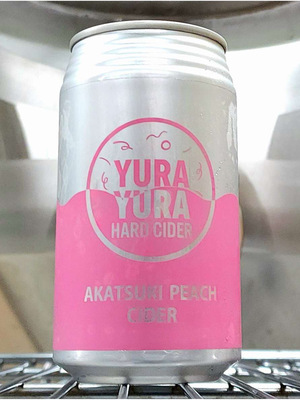 YURA
YURA
HARD CIDER
AKATSUKI PEACH
CIDER